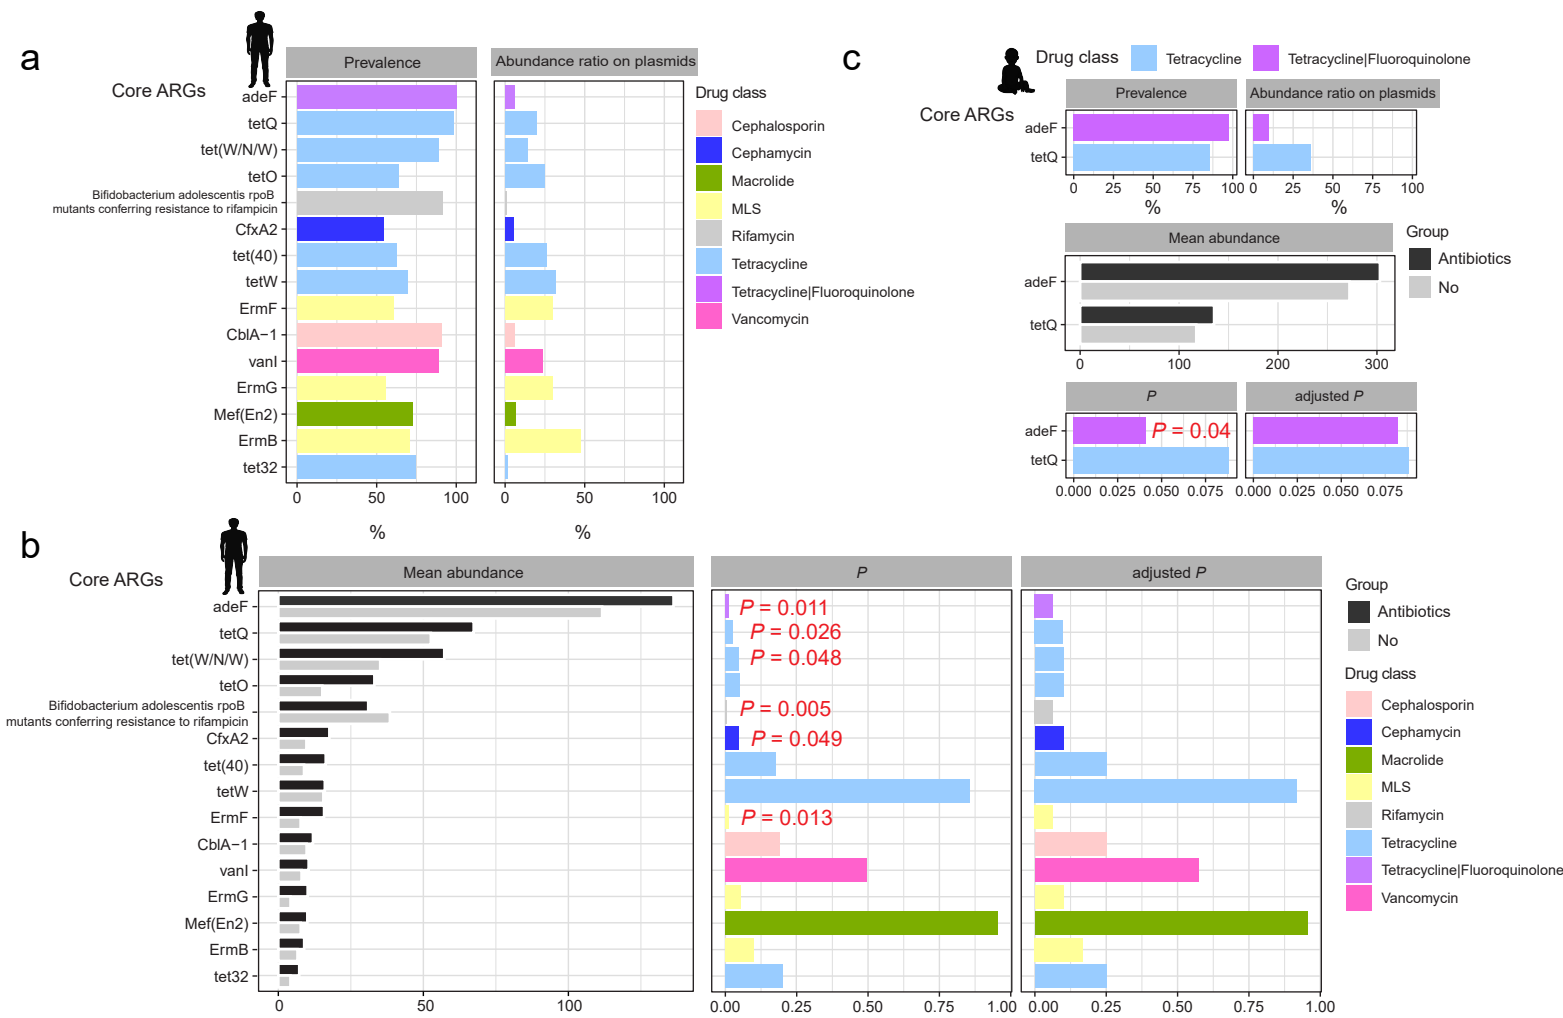 a
Core ARGs
Prevalence
Abundance ratio on plasmids
adeF
tetQ
tet(W/N/W)
tetO
Bifidobacterium adolescentis rpoB
mutants conferring resistance to rifampicin
CfxA2
tet(40)
tetW
ErmF
CblA−1
vanI
ErmG
Mef(En2)
ErmB
tet32
0 50 100
0 50 100
%
%
Drug class
Cephalosporin
Cephamycin
Macrolide
MLS
Rifamycin
Tetracycline
Tetracycline|Fluoroquinolone
Vancomycin
c
Drug class
Tetracycline
Tetracycline|Fluoroquinolone
Core ARGs
Prevalence
Abundance ratio on plasmids
adeF
tetQ
0 25 50 75 100
0 25 50 75 100
%
%
Mean abundance
adeF
tetQ
0 100 200 300
Group
Antibiotics
No
P
adjusted P
adeF
P = 0.04
tetQ
0.000 0.025 0.050 0.075
0.000 0.025 0.050 0.075
b
Core ARGs
Mean abundance
P
adjusted P
adeF
P = 0.011
tetQ
P = 0.026
tet(W/N/W)
P = 0.048
tetO
Bifidobacterium adolescentis rpoB
mutants conferring resistance to rifampicin
P = 0.005
CfxA2
P = 0.049
tet(40)
tetW
ErmF
P = 0.013
CblA−1
vanI
ErmG
Mef(En2)
ErmB
tet32
0 50 100
0.00 0.25 0.50 0.75 1.00
0.00 0.25 0.50 0.75 1.00
Group
Antibiotics
No
Drug class
Cephalosporin
Cephamycin
Macrolide
MLS
Rifamycin
Tetracycline
Tetracycline|Fluoroquinolone
Vancomycin